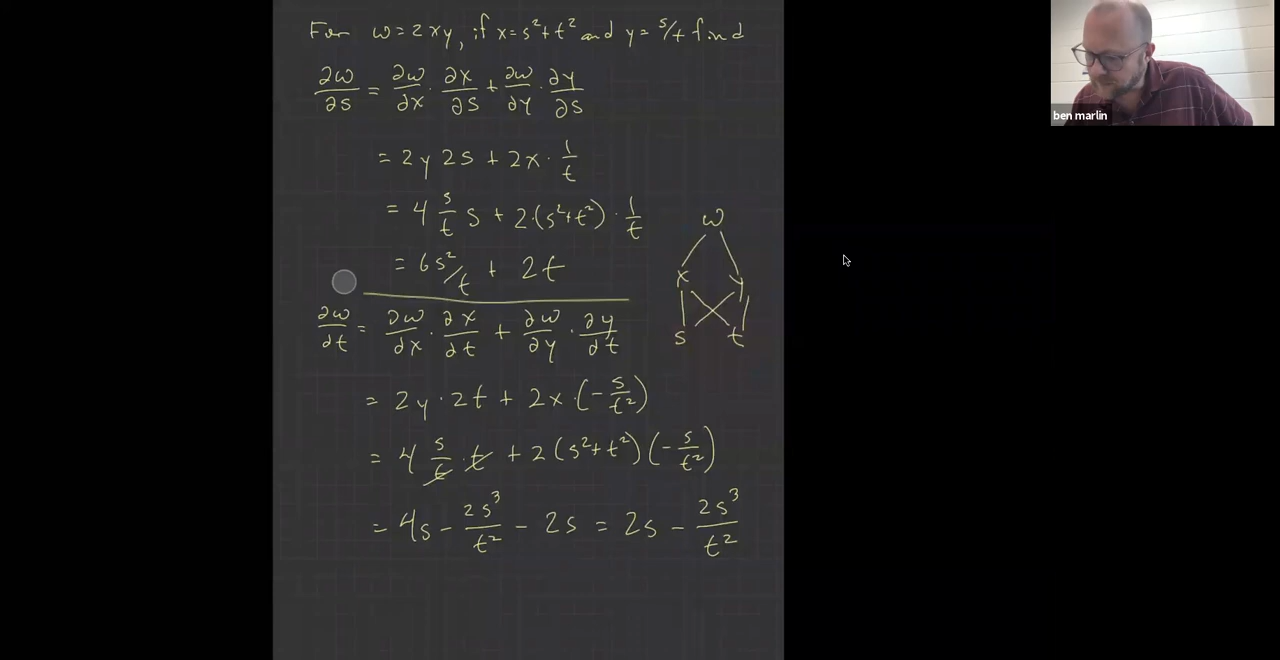 For w=2xy, if x=s²+t² and y=s/t find
∂w/∂s = ∂w/∂x · ∂x/∂s + ∂w/∂y · ∂y/∂s
= 2y 2s + 2x · 1/t
= 4 s/t s + 2·(s²+t²) · 1/t
= 6s²/t + 2t
∂w/∂t = ∂w/∂x · ∂x/∂t + ∂w/∂y · ∂y/∂t
= 2y · 2t + 2x · (-s/t²)
= 4 s/t · t + 2(s²+t²)(-s/t²)
= 4s - 2s³/t² - 2s = 2s - 2s³/t²
w
x y
s t
ben marlin